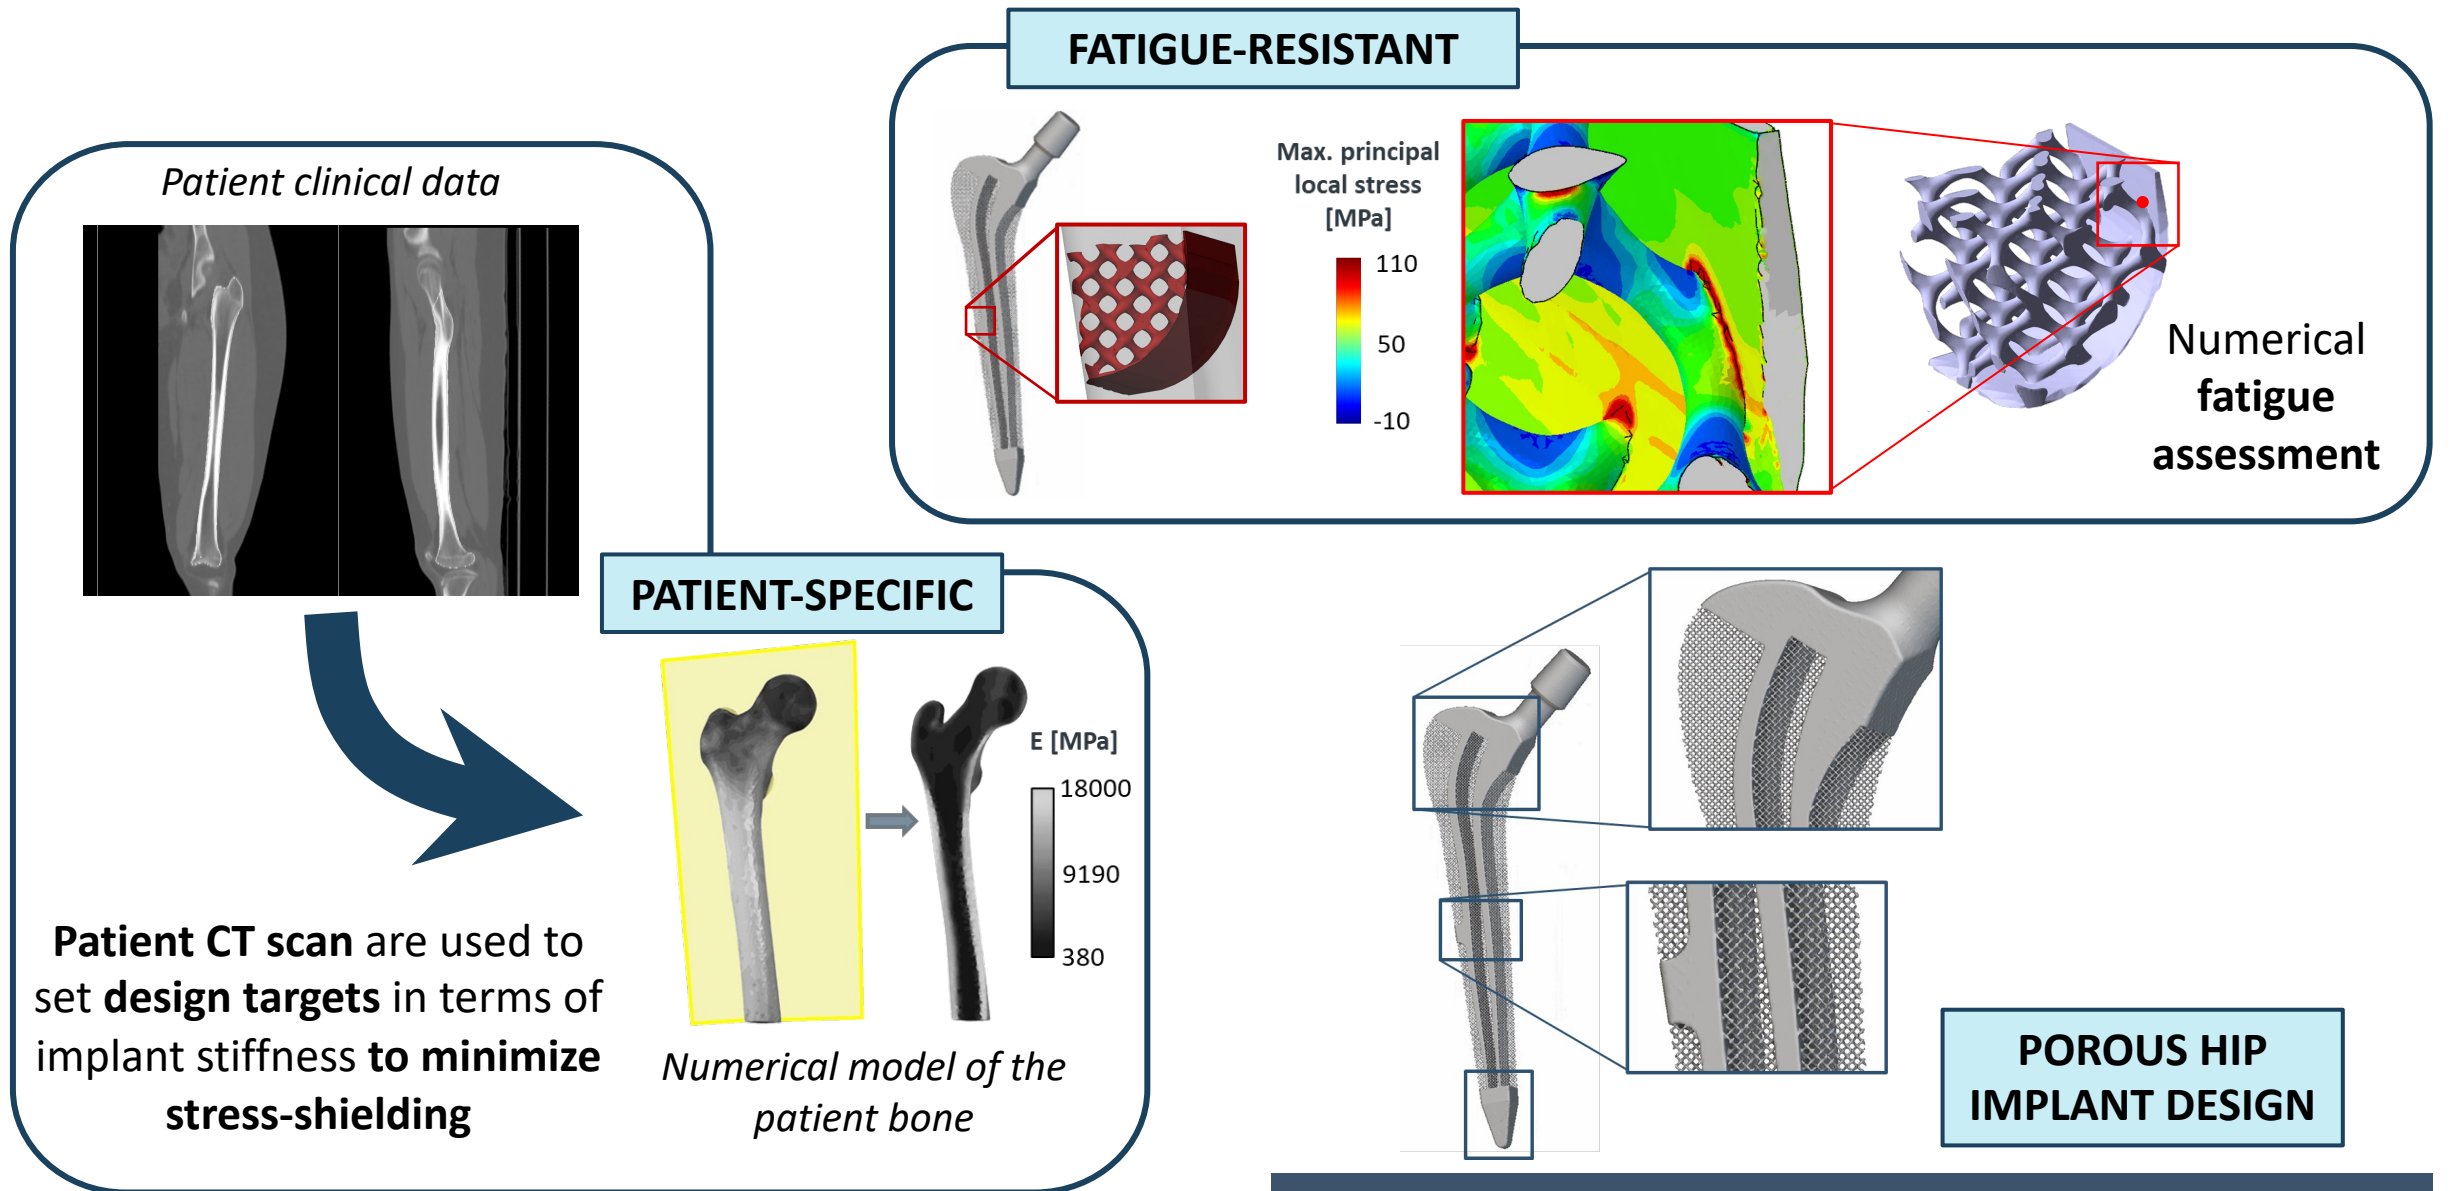 FATIGUE-RESISTANT
Max. principal
local stress
[MPa]
110
50
-10
Numerical
fatigue
assessment
Patient clinical data
PATIENT-SPECIFIC
E [MPa]
18000
9190
380
Patient CT scan are used to
set design targets in terms of
implant stiffness to minimize
stress-shielding
Numerical model of the
patient bone
POROUS HIP
IMPLANT DESIGN